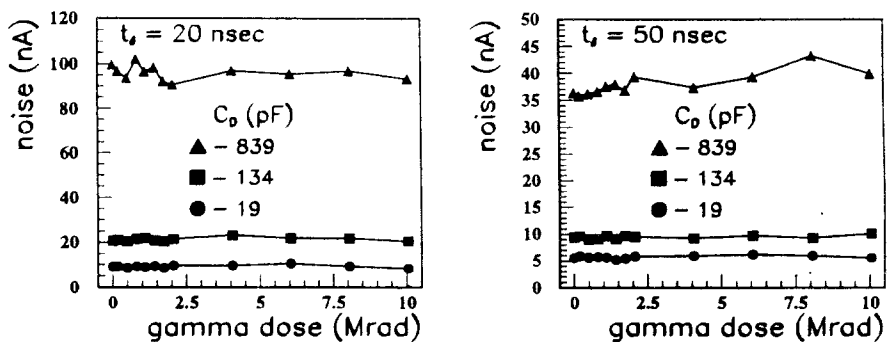 t_s = 20 nsec
noise (nA)
120
100
80
60
40
20
0
C_D (pF)
▲ - 839
■ - 134
● - 19
0
2.5
5
7.5
10
gamma dose (Mrad)
t_s = 50 nsec
noise (nA)
50
45
40
35
30
25
20
15
10
5
0
C_D (pF)
▲ - 839
■ - 134
● - 19
0
2.5
5
7.5
10
gamma dose (Mrad)